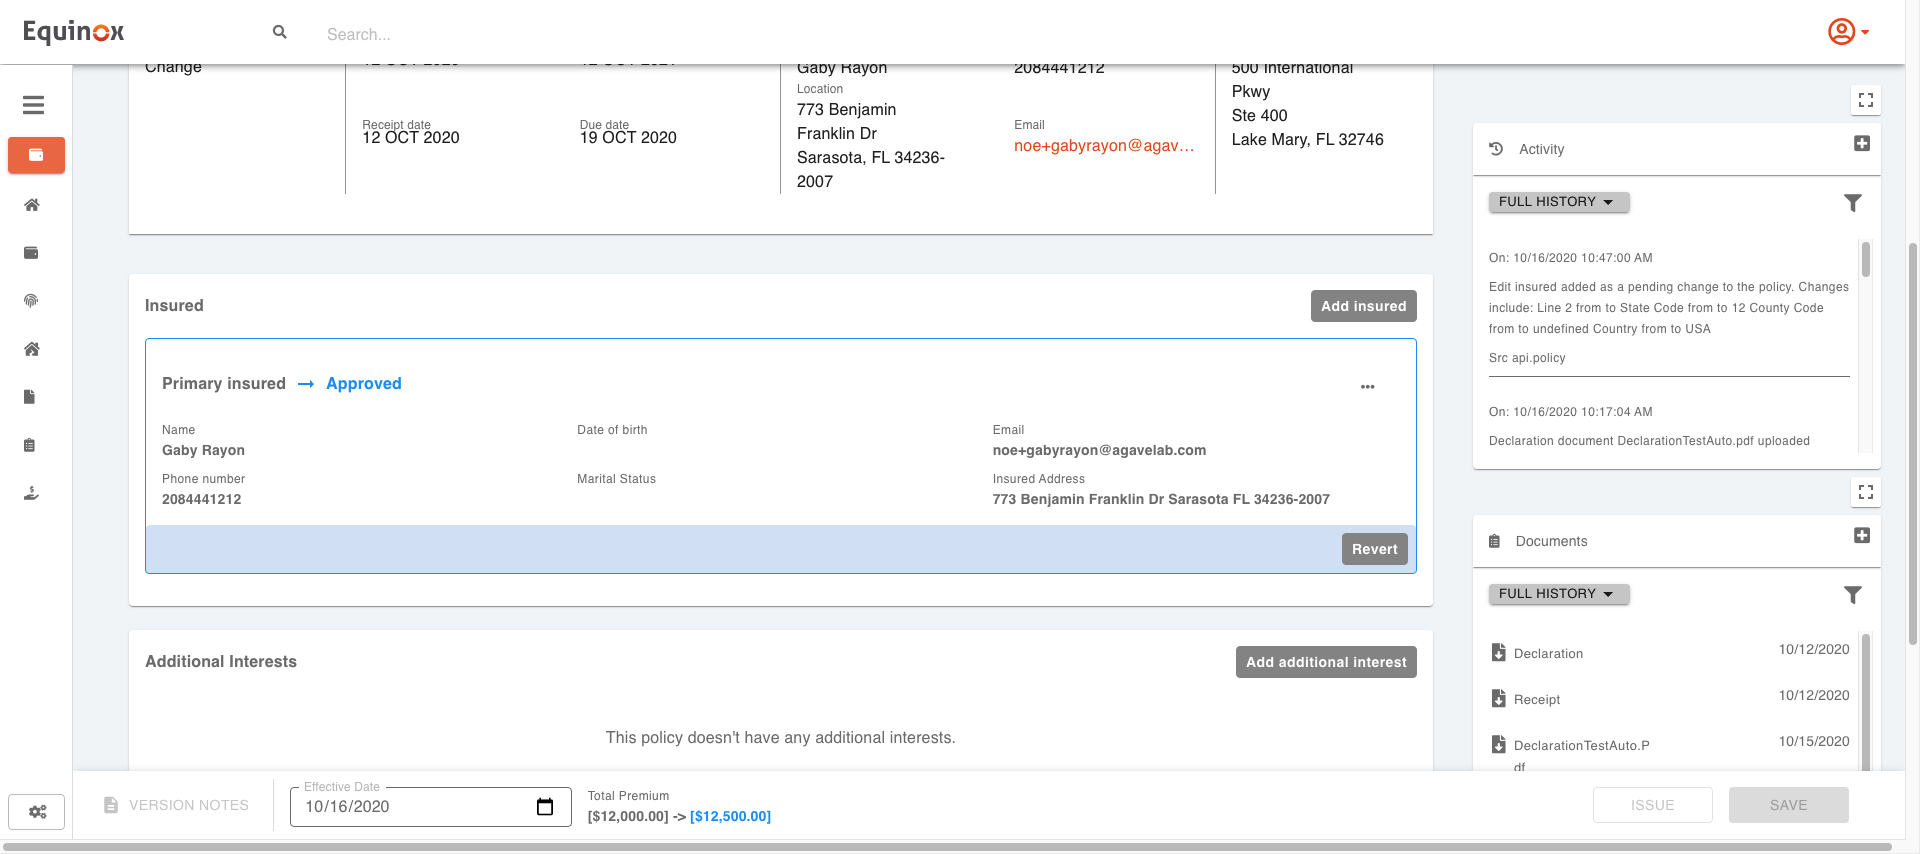 Equinox
Search...
Change
Receipt date
12 OCT 2020
Due date
19 OCT 2020
Gaby Rayon
Location
773 Benjamin
Franklin Dr
Sarasota, FL 34236-
2007
2084441212
Email
noe+gabyrayon@agav...
500 International
Pkwy
Ste 400
Lake Mary, FL 32746
Insured
Add insured
Primary insured → Approved
Name
Gaby Rayon
Date of birth
Email
noe+gabyrayon@agavelab.com
Phone number
2084441212
Marital Status
Insured Address
773 Benjamin Franklin Dr Sarasota FL 34236-2007
Revert
Additional Interests
Add additional interest
This policy doesn't have any additional interests.
Activity
FULL HISTORY
On: 10/16/2020 10:47:00 AM
Edit insured added as a pending change to the policy. Changes
include: Line 2 from to State Code from to 12 County Code
from to undefined Country from to USA
Src api.policy
On: 10/16/2020 10:17:04 AM
Declaration document DeclarationTestAuto.pdf uploaded
Documents
FULL HISTORY
Declaration
10/12/2020
Receipt
10/12/2020
DeclarationTestAuto.P
df
10/15/2020
VERSION NOTES
Effective Date
10/16/2020
Total Premium
[$12,000.00] -> [$12,500.00]
ISSUE
SAVE